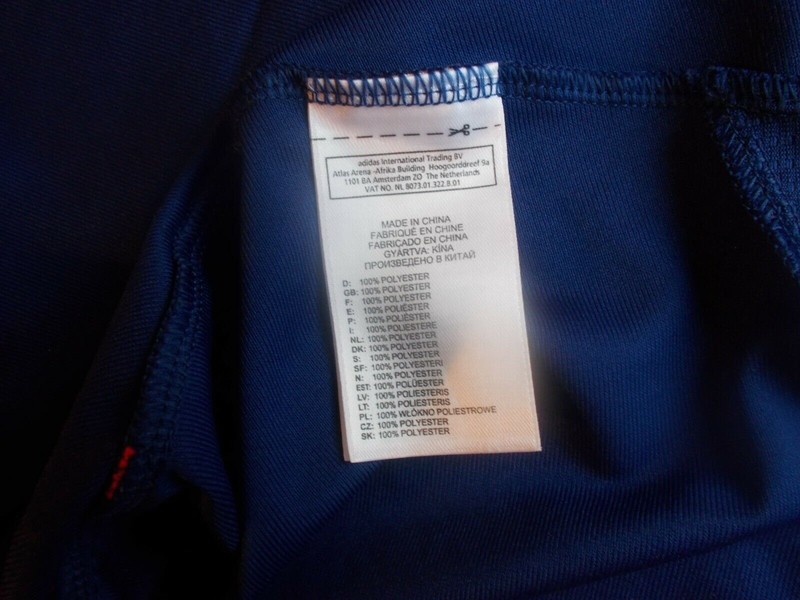 adidas International Trading BV
Atlas Arena -Afrika Building Hoogoorddreef 9a
1101 BA Amsterdam ZO The Netherlands
VAT NO. NL 8073.01.322.B.01
MADE IN CHINA
FABRIQUÉ EN CHINE
FABRICADO EN CHINA
GYÁRTVA: KÍNA
ПРОИЗВЕДЕНО В КИТАЙ
D: 100% POLYESTER
GB: 100% POLYESTER
F: 100% POLYESTER
E: 100% POLIÉSTER
P: 100% POLIÉSTER
I: 100% POLIESTERE
NL: 100% POLYESTER
DK: 100% POLYESTER
S: 100% POLYESTER
SF: 100% POLYESTERI
N: 100% POLYESTER
EST: 100% POLÜESTER
LV: 100% POLIESTERIS
LT: 100% POLIESTERIS
PL: 100% WŁÓKNO POLIESTROWE
CZ: 100% POLYESTER
SK: 100% POLYESTER